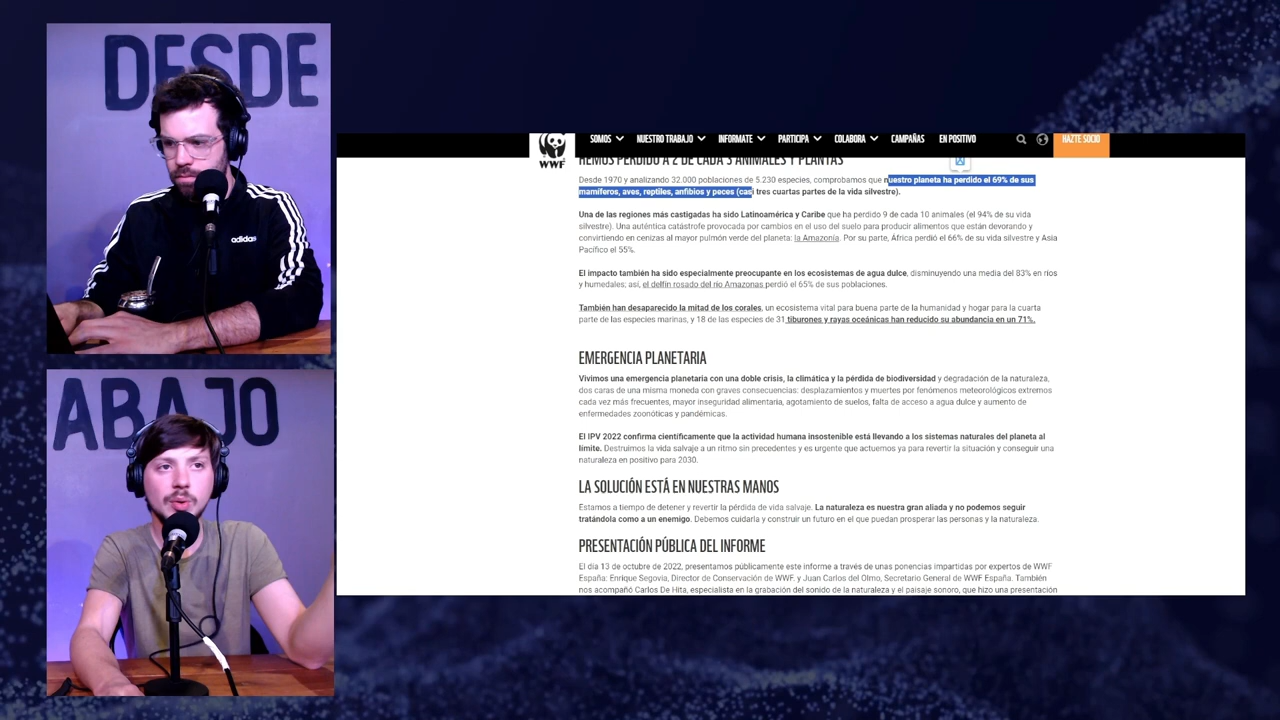 DESDE
adidas
ABAJO
WWF
SOMOS
NUESTRO TRABAJO
INFÓRMATE
PARTICIPA
COLABORA
CAMPAÑAS
EN POSITIVO
HAZTE SOCIO
HEMOS PERDIDO A 2 DE CADA 3 ANIMALES Y PLANTAS
Desde 1970 y analizando 32.000 poblaciones de 5.230 especies, comprobamos que nuestro planeta ha perdido el 69% de sus
mamíferos, aves, reptiles, anfibios y peces (casi tres cuartas partes de la vida silvestre).
Una de las regiones más castigadas ha sido Latinoamérica y Caribe que ha perdido 9 de cada 10 animales (el 94% de su vida
silvestre). Una auténtica catástrofe provocada por cambios en el uso del suelo para producir alimentos que están devorando y
convirtiendo en cenizas al mayor pulmón verde del planeta: la Amazonía. Por su parte, África perdió el 66% de su vida silvestre y Asia
Pacífico el 55%.
El impacto también ha sido especialmente preocupante en los ecosistemas de agua dulce, disminuyendo una media del 83% en ríos
y humedales; así, el delfín rosado del río Amazonas perdió el 65% de sus poblaciones.
También han desaparecido la mitad de los corales, un ecosistema vital para buena parte de la humanidad y hogar para la cuarta
parte de las especies marinas, y 18 de las especies de 31 tiburones y rayas oceánicas han reducido su abundancia en un 71%.
EMERGENCIA PLANETARIA
Vivimos una emergencia planetaria con una doble crisis, la climática y la pérdida de biodiversidad y degradación de la naturaleza,
dos caras de una misma moneda con graves consecuencias: desplazamientos y muertes por fenómenos meteorológicos extremos
cada vez más frecuentes, mayor inseguridad alimentaria, agotamiento de suelos, falta de acceso a agua dulce y aumento de
enfermedades zoonóticas y pandémicas.
El IPV 2022 confirma científicamente que la actividad humana insostenible está llevando a los sistemas naturales del planeta al
límite. Destruimos la vida salvaje a un ritmo sin precedentes y es urgente que actuemos ya para revertir la situación y conseguir una
naturaleza en positivo para 2030.
LA SOLUCIÓN ESTÁ EN NUESTRAS MANOS
Estamos a tiempo de detener y revertir la pérdida de vida salvaje. La naturaleza es nuestra gran aliada y no podemos seguir
tratándola como a un enemigo. Debemos cuidarla y construir un futuro en el que puedan prosperar las personas y la naturaleza.
PRESENTACIÓN PÚBLICA DEL INFORME
El día 13 de octubre de 2022, presentamos públicamente este informe a través de unas ponencias impartidas por expertos de WWF
España: Enrique Segovia, Director de Conservación de WWF. y Juan Carlos del Olmo, Secretario General de WWF España. También
nos acompañó Carlos De Hita, especialista en la grabación del sonido de la naturaleza y el paisaje sonoro, que hizo una presentación